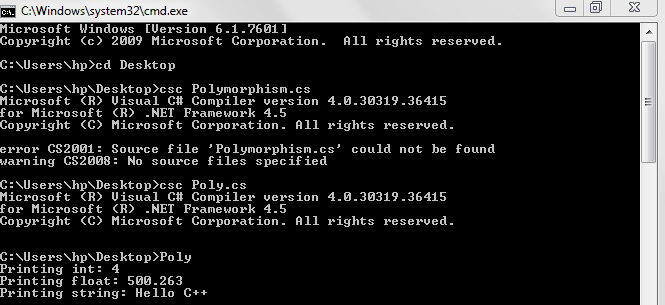 C:\Windows\system32\cmd.exe
Microsoft Windows [Version 6.1.7601]
Copyright (c) 2009 Microsoft Corporation.  All rights reserved.
C:\Users\hp>cd Desktop
C:\Users\hp\Desktop>csc Polymorphism.cs
Microsoft (R) Visual C# Compiler version 4.0.30319.36415
for Microsoft (R) .NET Framework 4.5
Copyright (C) Microsoft Corporation. All rights reserved.
error CS2001: Source file 'Polymorphism.cs' could not be found
warning CS2008: No source files specified
C:\Users\hp\Desktop>csc Poly.cs
Microsoft (R) Visual C# Compiler version 4.0.30319.36415
for Microsoft (R) .NET Framework 4.5
Copyright (C) Microsoft Corporation. All rights reserved.
C:\Users\hp\Desktop>Poly
Printing int: 4
Printing float: 500.263
Printing string: Hello C++